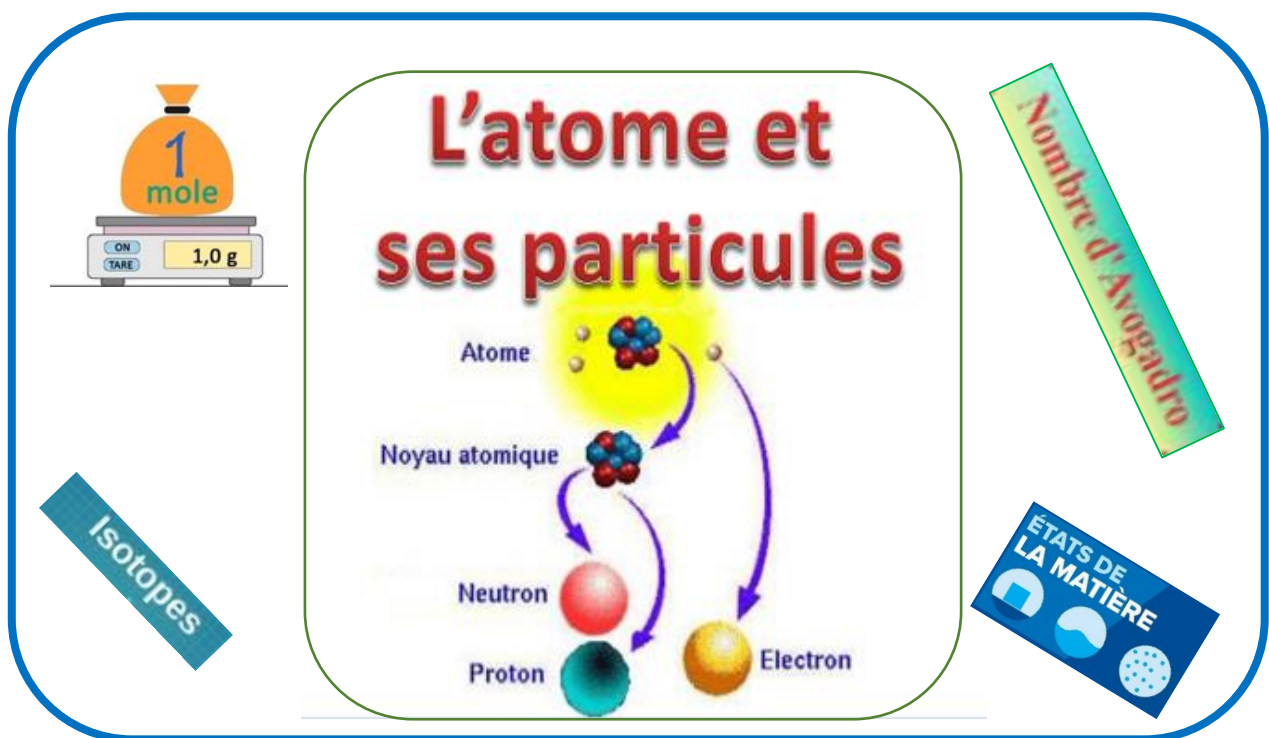 1
mole
ON
TARE
1,0 g
L'atome et
ses particules
Nombre d'Avogadro
Atome
Noyau atomique
Neutron
Proton
Electron
Isotopes
ÉTATS DE
LA MATIÈRE